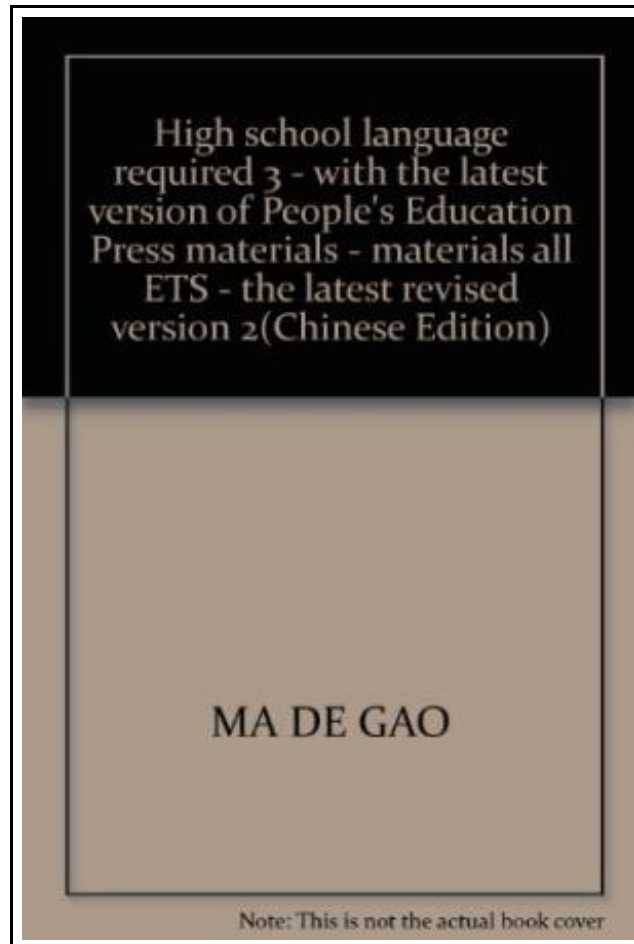 High school language
required 3 - with the latest
version of People's Education
Press materials - materials all
ETS - the latest revised
version 2(Chinese Edition)
MA DE GAO
Note: This is not the actual book cover